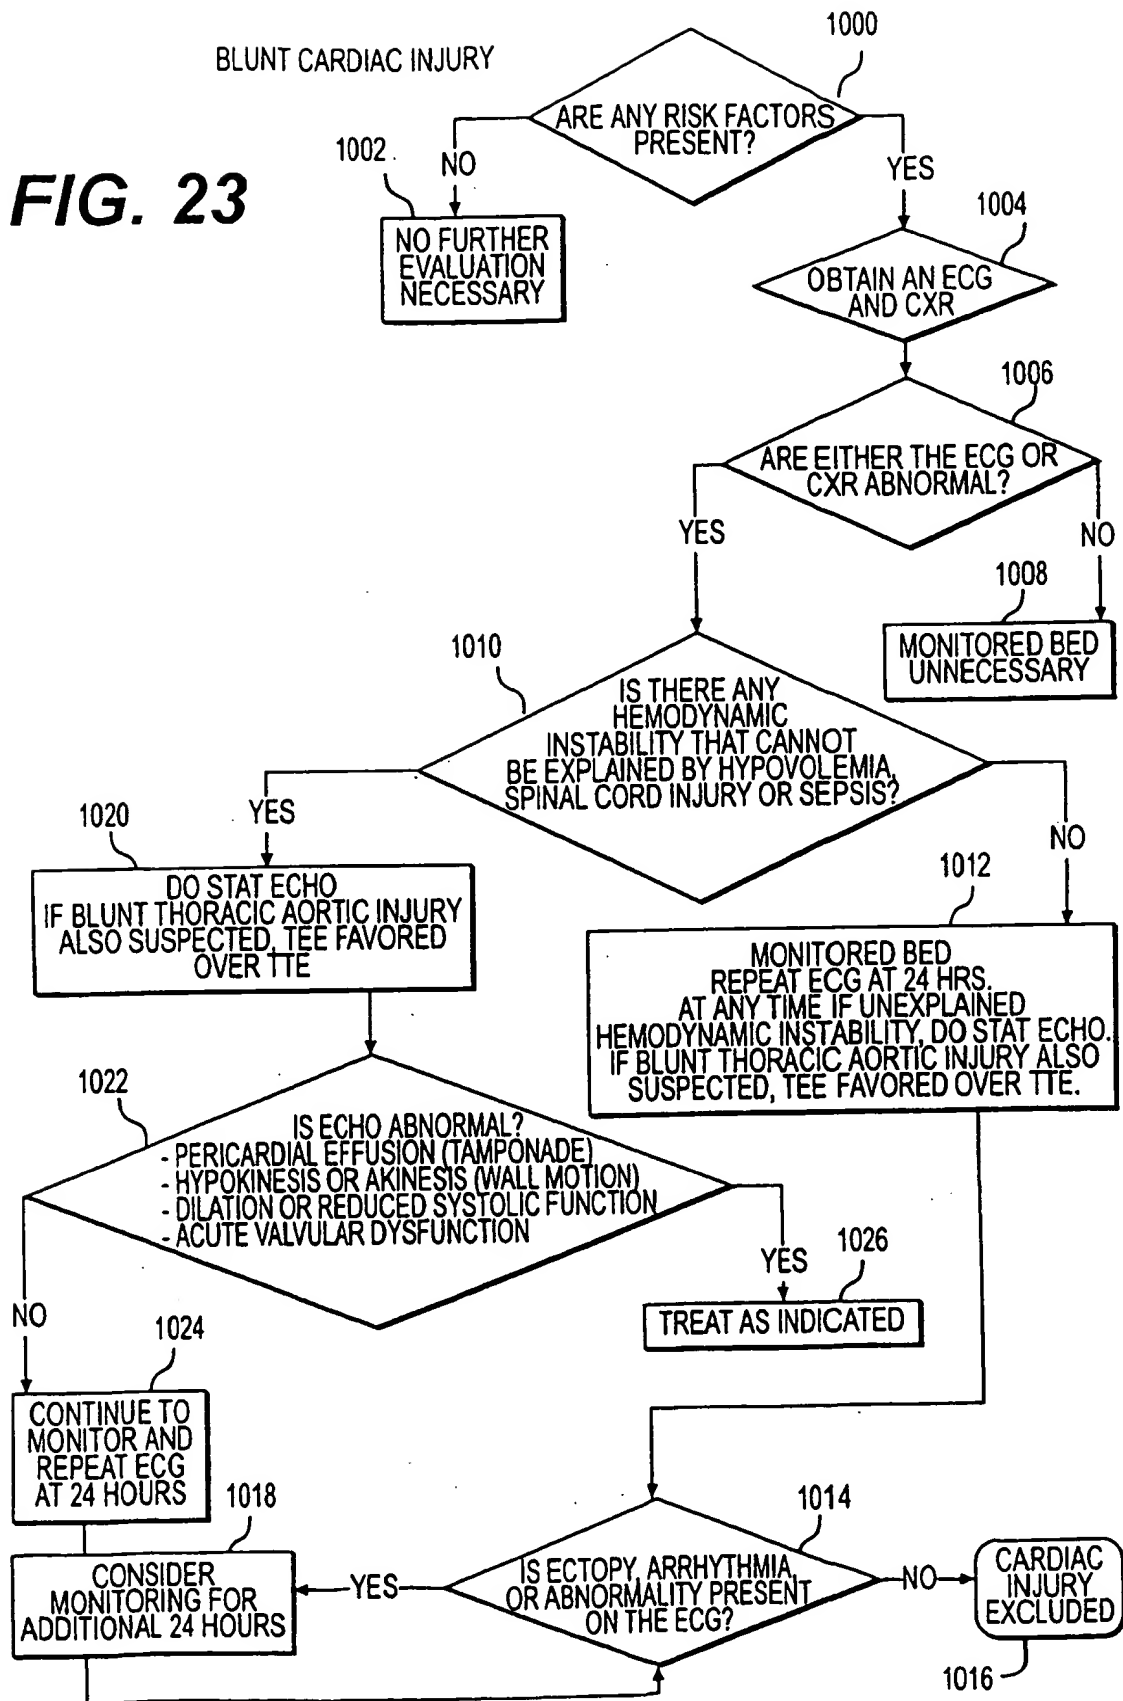 BLUNT CARDIAC INJURY
FIG. 23
1000
ARE ANY RISK FACTORS
PRESENT?
NO
YES
1002
NO FURTHER
EVALUATION
NECESSARY
1004
OBTAIN AN ECG
AND CXR
1006
ARE EITHER THE ECG OR
CXR ABNORMAL?
YES
NO
1008
MONITORED BED
UNNECESSARY
1010
IS THERE ANY
HEMODYNAMIC
INSTABILITY THAT CANNOT
BE EXPLAINED BY HYPOVOLEMIA,
SPINAL CORD INJURY OR SEPSIS?
YES
NO
1020
DO STAT ECHO
IF BLUNT THORACIC AORTIC INJURY
ALSO SUSPECTED, TEE FAVORED
OVER TTE
1012
MONITORED BED
REPEAT ECG AT 24 HRS.
AT ANY TIME IF UNEXPLAINED
HEMODYNAMIC INSTABILITY, DO STAT ECHO.
IF BLUNT THORACIC AORTIC INJURY ALSO
SUSPECTED, TEE FAVORED OVER TTE.
1022
IS ECHO ABNORMAL?
- PERICARDIAL EFFUSION (TAMPONADE)
- HYPOKINESIS OR AKINESIS (WALL MOTION)
- DILATION OR REDUCED SYSTOLIC FUNCTION
- ACUTE VALVULAR DYSFUNCTION
NO
YES
1026
TREAT AS INDICATED
1024
CONTINUE TO
MONITOR AND
REPEAT ECG
AT 24 HOURS
1018
CONSIDER
MONITORING FOR
ADDITIONAL 24 HOURS
YES
1014
IS ECTOPY, ARRHYTHMIA,
OR ABNORMALITY PRESENT
ON THE ECG?
NO
CARDIAC
INJURY
EXCLUDED
1016